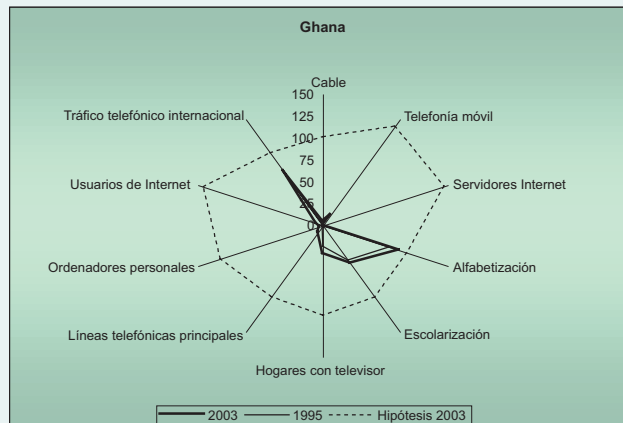 Ghana
Cable
150
125
100
75
50
25
0
Tráfico telefónico internacional
Telefonía móvil
Usuarios de Internet
Servidores Internet
Ordenadores personales
Alfabetización
Líneas telefónicas principales
Escolarización
Hogares con televisor
2003 1995 Hipótesis 2003